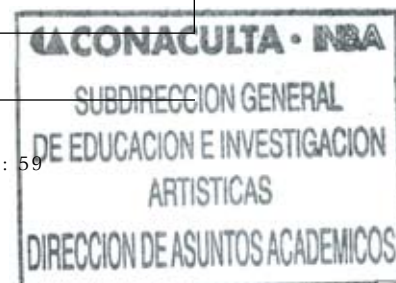 CONACULTA • INBA
SUBDIRECCION GENERAL
DE EDUCACION E INVESTIGACION
: 59
ARTISTICAS
DIRECCION DE ASUNTOS ACADEMICOS